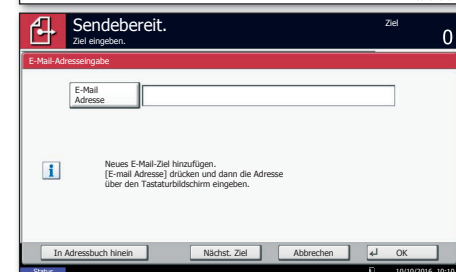 Sendebereit.
Ziel eingeben.
Ziel
0
E-Mail-Adresseingabe
E-Mail
Adresse
Neues E-Mail-Ziel hinzufügen.
[E-mail Adresse] drücken und dann die Adresse
über den Tastaturbildschirm eingeben.
In Adressbuch hinein
Nächst. Ziel
Abbrechen
OK
Status
10/10/2016 10:10